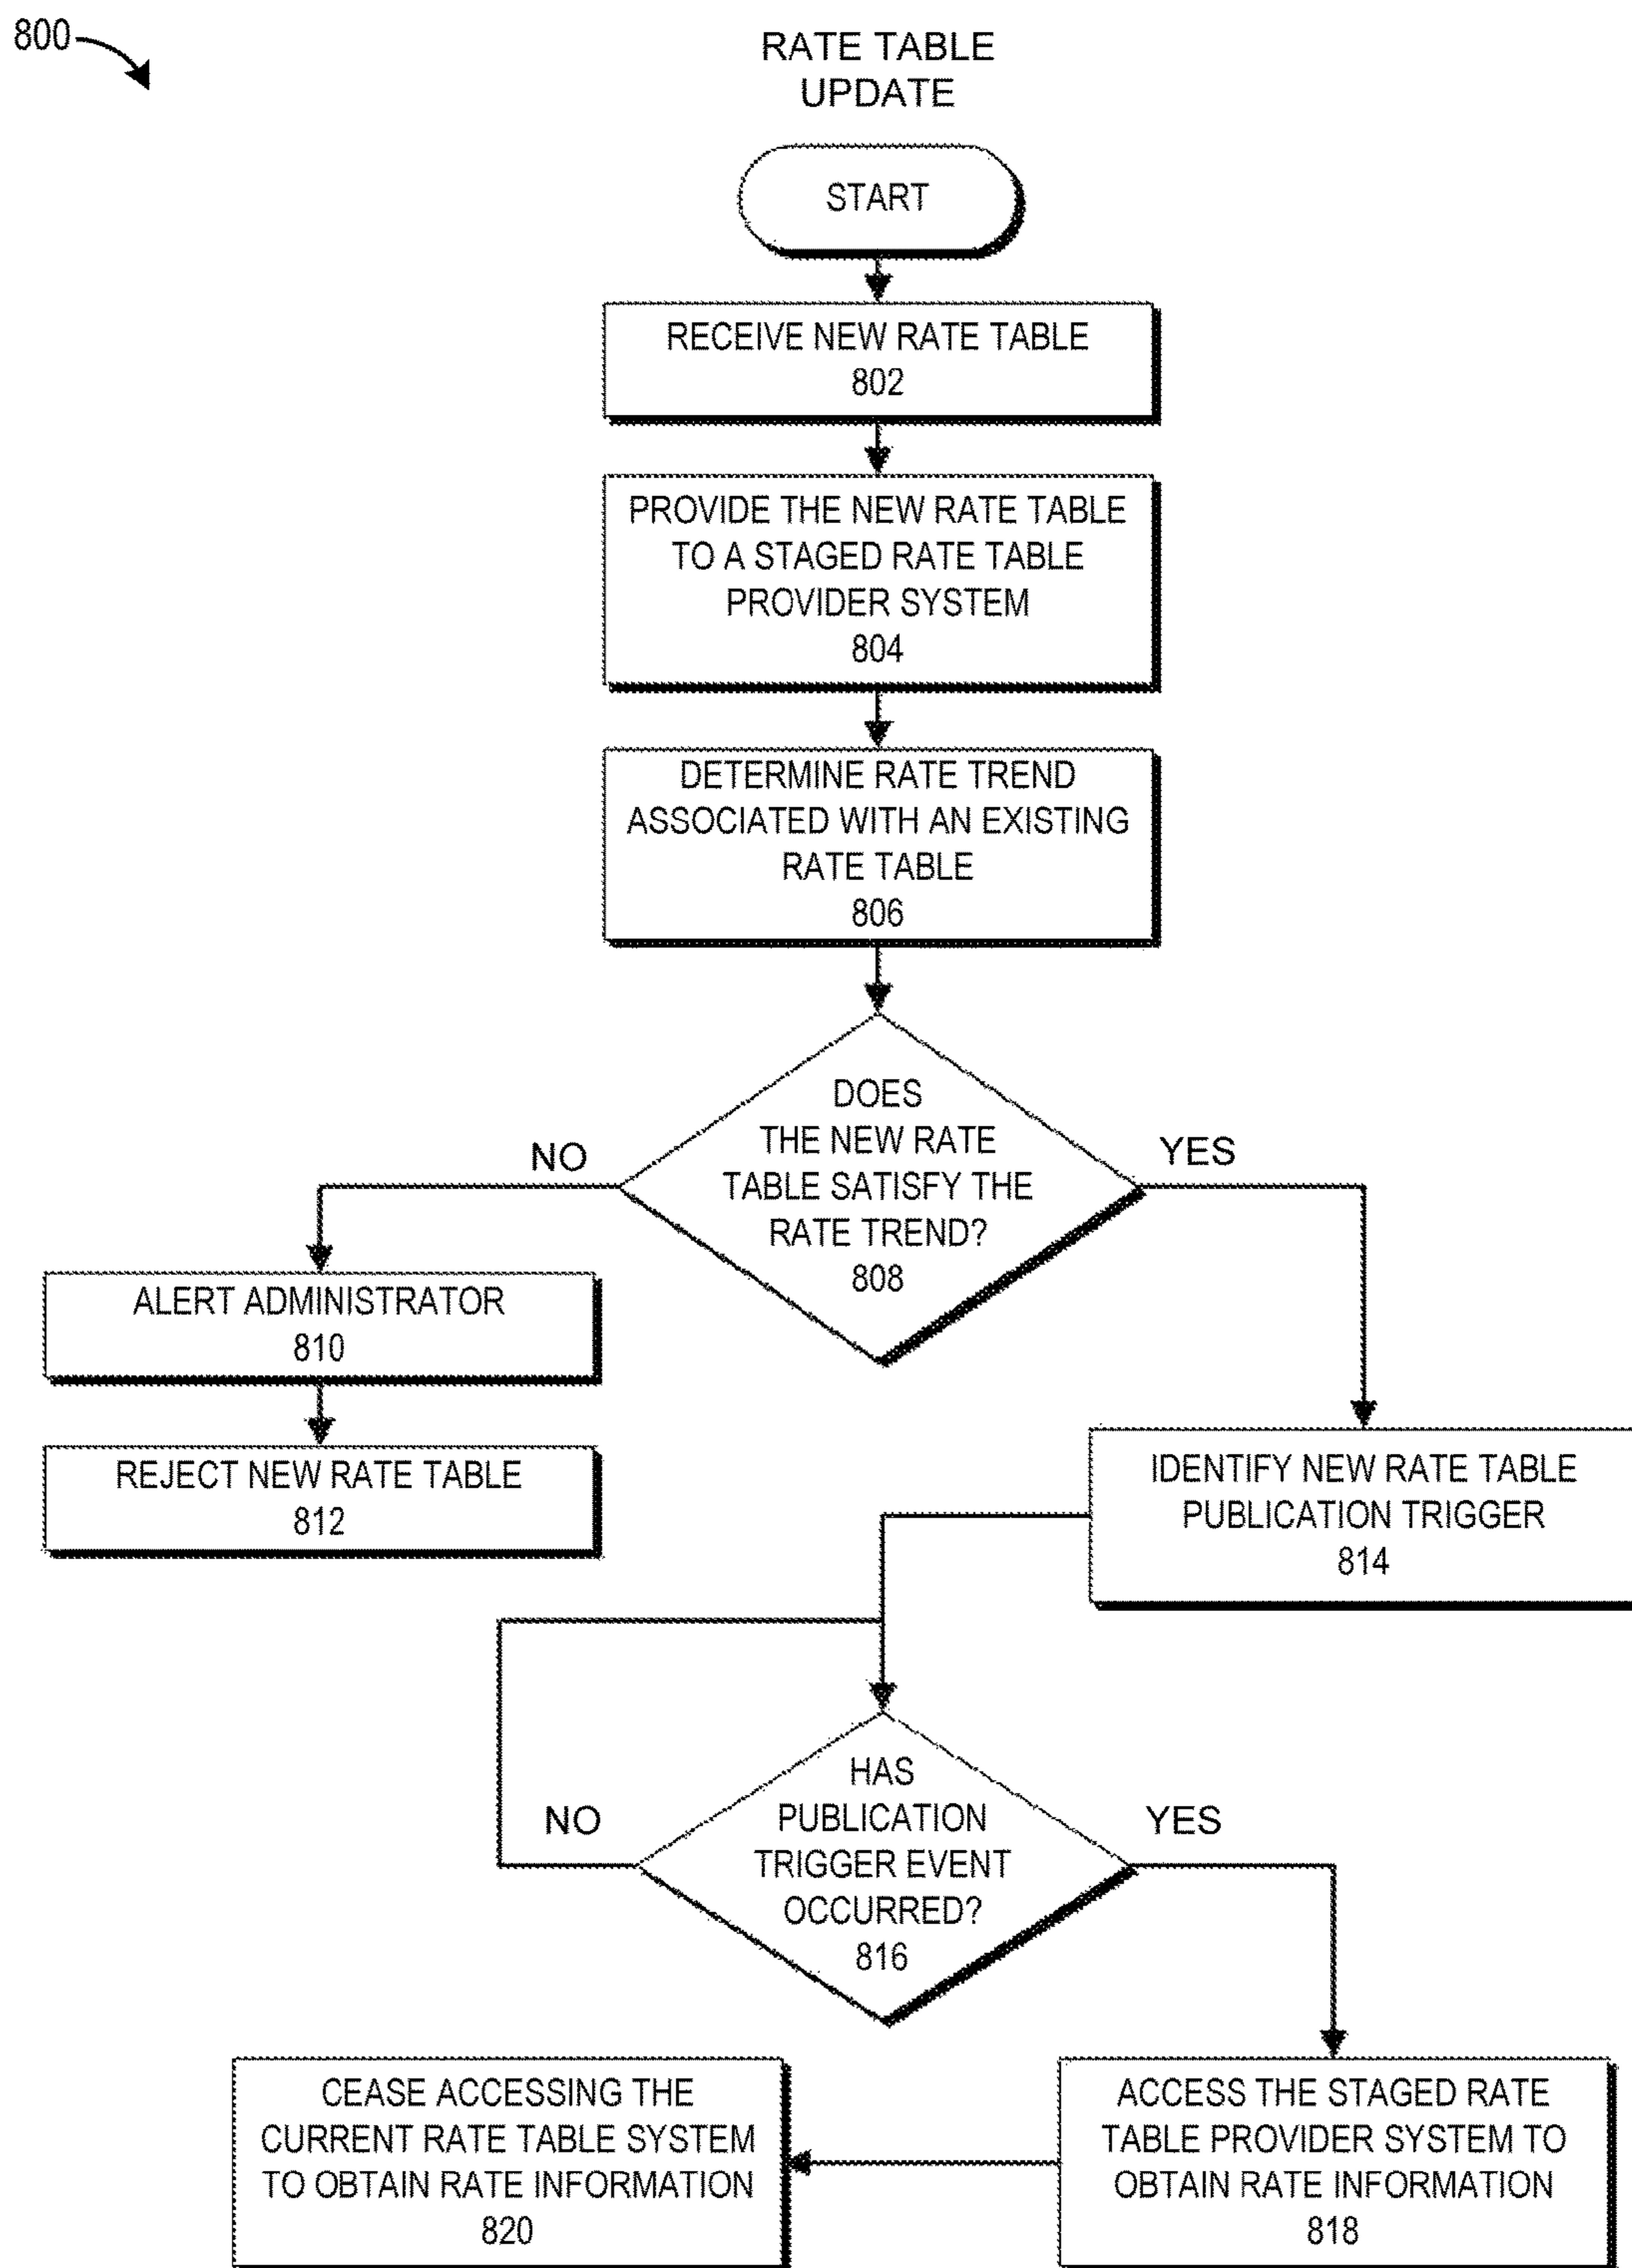 800
RATE TABLE
UPDATE
START
RECEIVE NEW RATE TABLE
802
PROVIDE THE NEW RATE TABLE
TO A STAGED RATE TABLE
PROVIDER SYSTEM
804
DETERMINE RATE TREND
ASSOCIATED WITH AN EXISTING
RATE TABLE
806
DOES
THE NEW RATE
TABLE SATISFY THE
RATE TREND?
808
NO
YES
ALERT ADMINISTRATOR
810
REJECT NEW RATE TABLE
812
IDENTIFY NEW RATE TABLE
PUBLICATION TRIGGER
814
HAS
PUBLICATION
TRIGGER EVENT
OCCURRED?
816
NO
YES
ACCESS THE STAGED RATE
TABLE PROVIDER SYSTEM TO
OBTAIN RATE INFORMATION
818
CEASE ACCESSING THE
CURRENT RATE TABLE SYSTEM
TO OBTAIN RATE INFORMATION
820